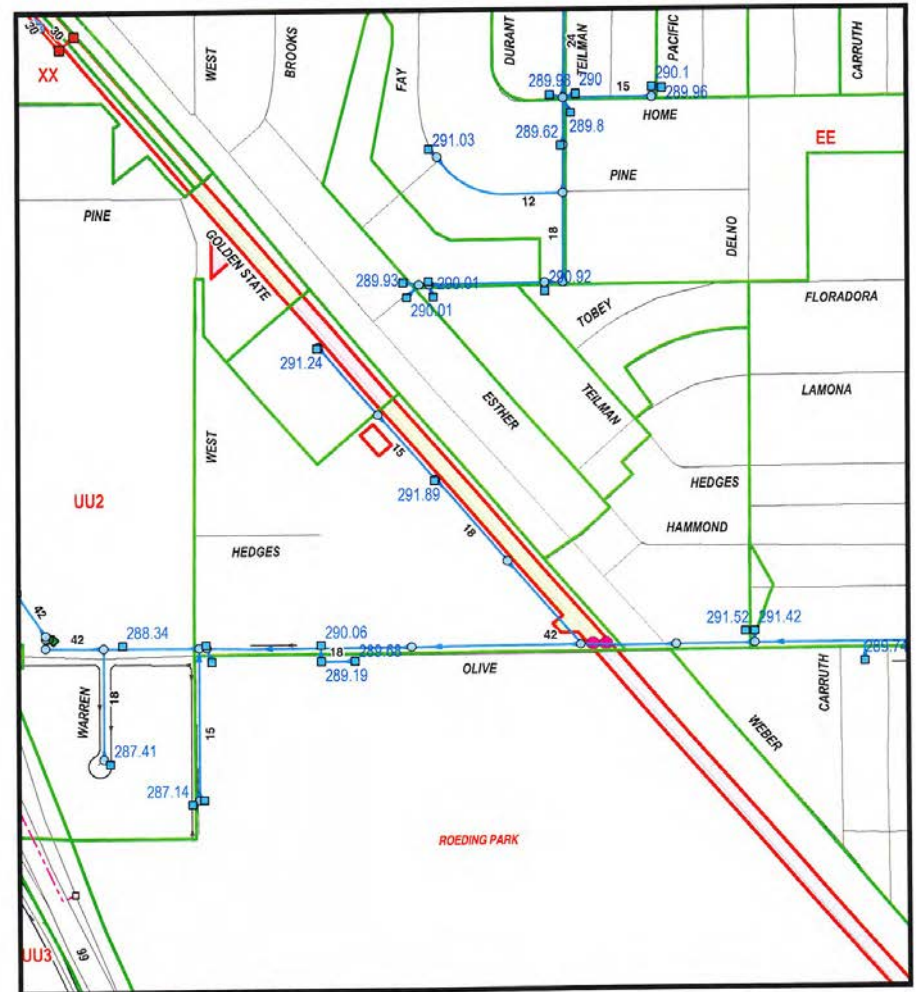 30
30
XX
WEST
BROOKS
FAY
DURANT
24
TEILMAN
PACIFIC
CARRUTH
289.98
290
15
290.1
289.96
HOME
289.8
289.62
EE
291.03
PINE
12
PINE
18
DELNO
GOLDEN STATE
289.93
290.01
290.92
290.01
FLORADORA
TOBEY
291.24
ESTHER
TEILMAN
LAMONA
WEST
15
291.89
HEDGES
UU2
18
HAMMOND
HEDGES
42
42
288.34
290.06
42
291.52
291.42
18
289.68
289.74
289.19
OLIVE
WARREN
18
15
CARRUTH
WEBER
287.41
287.14
ROEDING PARK
99
UU3